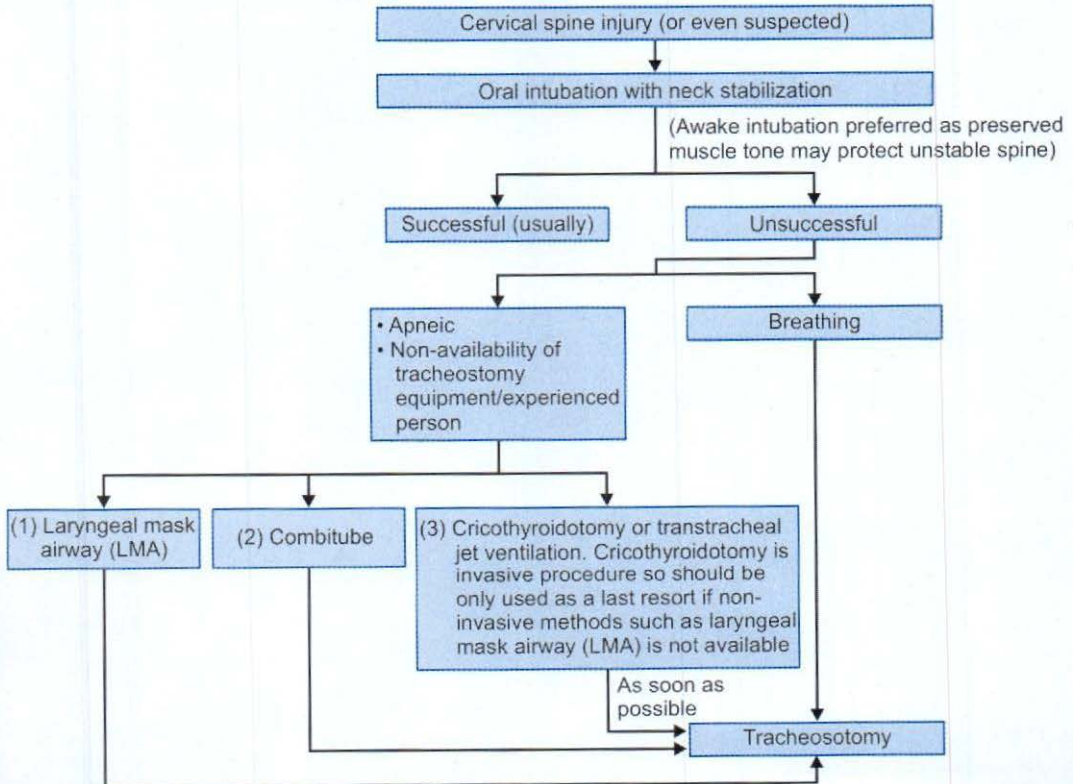 Cervical spine injury (or even suspected)
Oral intubation with neck stabilization
(Awake intubation preferred as preserved
muscle tone may protect unstable spine)
Successful (usually)
Unsuccessful
• Apneic
• Non-availability of
tracheostomy
equipment/experienced
person
Breathing
(1) Laryngeal mask
airway (LMA)
(2) Combitube
(3) Cricothyroidotomy or transtracheal
jet ventilation. Cricothyroidotomy is
invasive procedure so should be
only used as a last resort if non-
invasive methods such as laryngeal
mask airway (LMA) is not available
As soon as
possible
Tracheosotomy